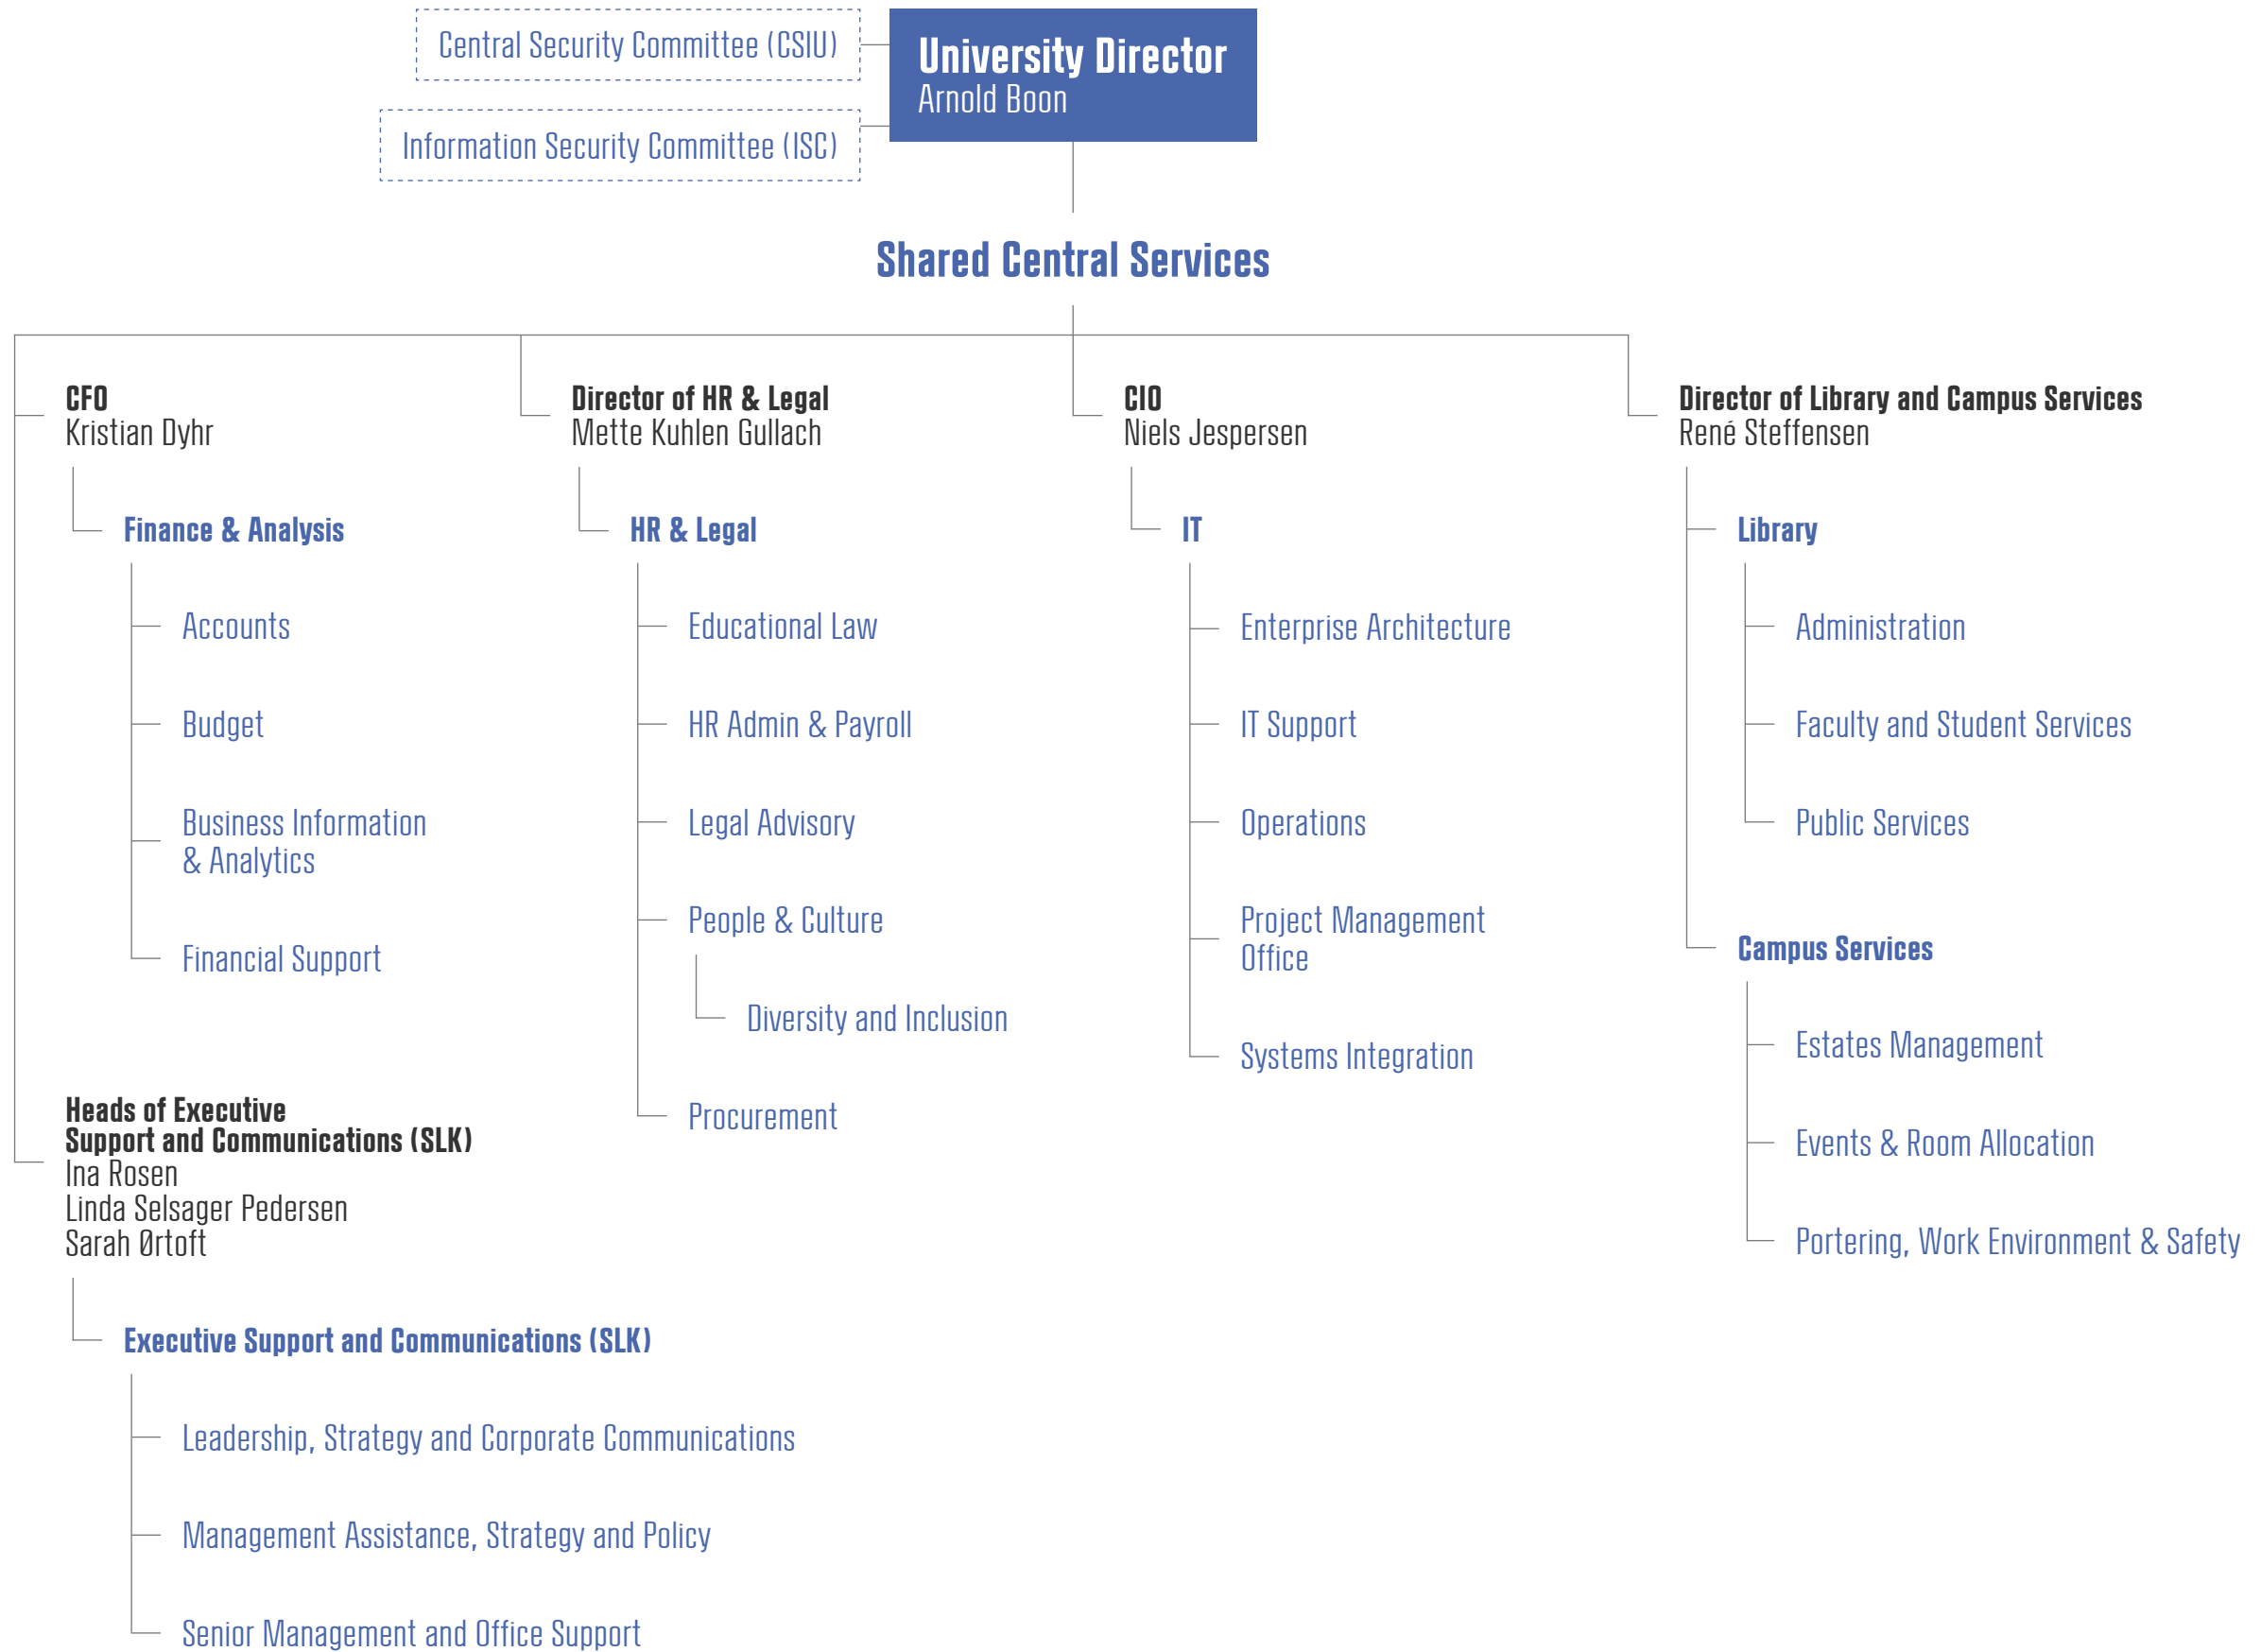 Central Security Committee (CSIU)
University Director
Arnold Boon
Information Security Committee (ISC)
Shared Central Services
CFO
Kristian Dyhr
Finance & Analysis
Accounts
Budget
Business Information
& Analytics
Financial Support
Heads of Executive
Support and Communications (SLK)
Ina Rosen
Linda Selsager Pedersen
Sarah Ørtoft
Executive Support and Communications (SLK)
Leadership, Strategy and Corporate Communications
Management Assistance, Strategy and Policy
Senior Management and Office Support
Director of HR & Legal
Mette Kuhlen Gullach
HR & Legal
Educational Law
HR Admin & Payroll
Legal Advisory
People & Culture
Diversity and Inclusion
Procurement
CIO
Niels Jespersen
IT
Enterprise Architecture
IT Support
Operations
Project Management
Office
Systems Integration
Director of Library and Campus Services
René Steffensen
Library
Administration
Faculty and Student Services
Public Services
Campus Services
Estates Management
Events & Room Allocation
Portering, Work Environment & Safety